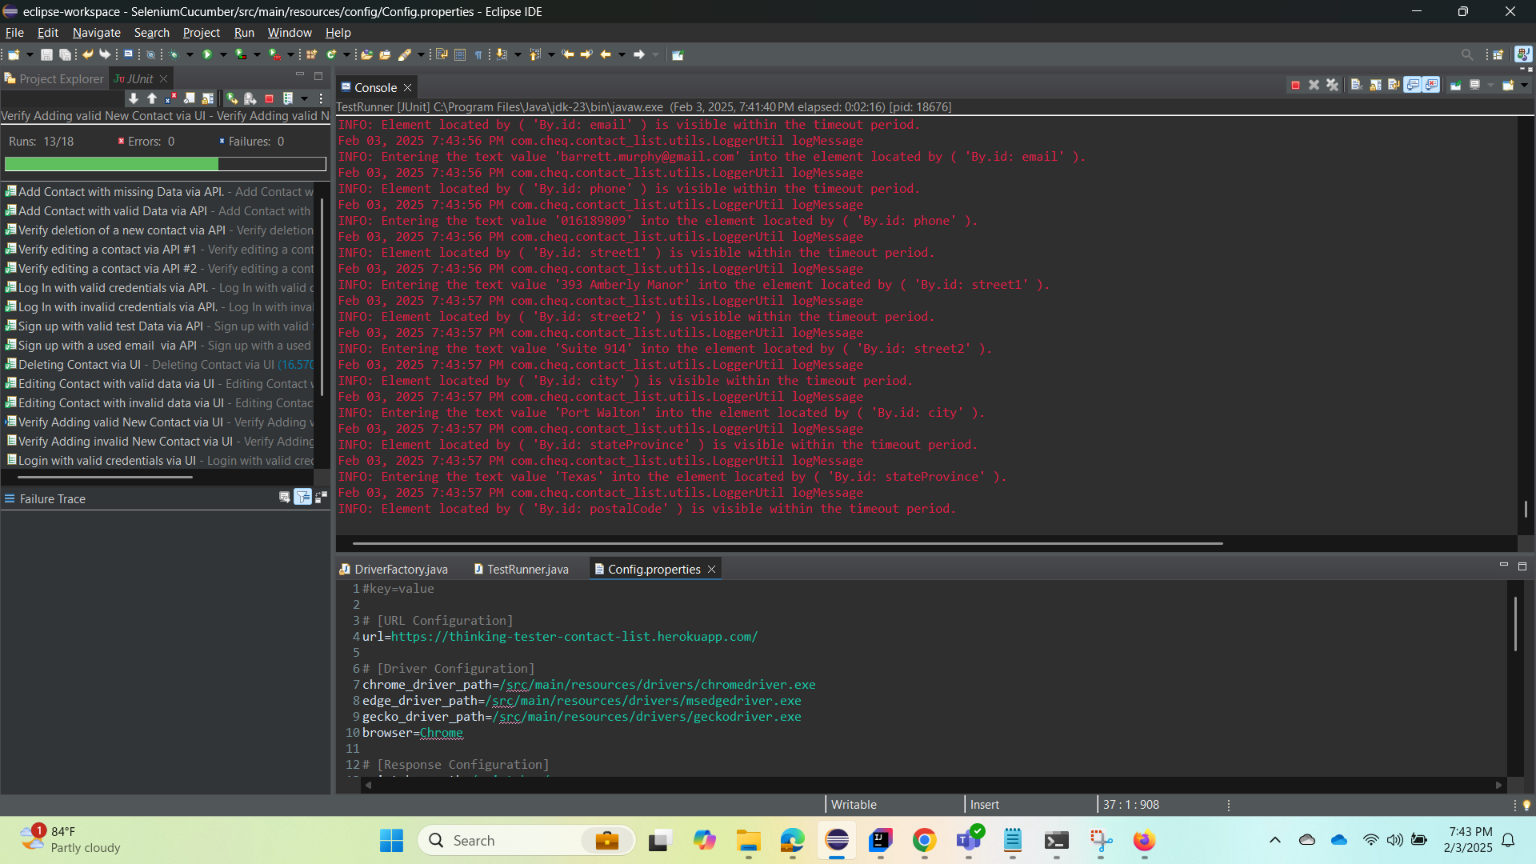 eclipse-workspace - SeleniumCucumber/src/main/resources/config/Config.properties - Eclipse IDE
File Edit Navigate Search Project Run Window Help
Project Explorer JUnit
Verify Adding valid New Contact via UI - Verify Adding valid N
Runs: 13/18 Errors: 0 Failures: 0
Add Contact with missing Data via API. - Add Contact w
Add Contact with valid Data via API - Add Contact with
Verify deletion of a new contact via API - Verify deletion
Verify editing a contact via API #1 - Verify editing a cont
Verify editing a contact via API #2 - Verify editing a cont
Log In with valid credentials via API. - Log In with valid c
Log In with invalid credentials via API. - Log In with inval
Sign up with valid test Data via API - Sign up with valid
Sign up with a used email via API - Sign up with a used
Deleting Contact via UI - Deleting Contact via UI (16.570
Editing Contact with valid data via UI - Editing Contact
Editing Contact with invalid data via UI - Editing Contac
Verify Adding valid New Contact via UI - Verify Adding v
Verify Adding invalid New Contact via UI - Verify Adding
Login with valid credentials via UI - Login with valid cred
Failure Trace
Console
TestRunner [JUnit] C:\Program Files\Java\jdk-23\bin\javaw.exe (Feb 3, 2025, 7:41:40 PM elapsed: 0:02:16) [pid: 18676]
INFO: Element located by ( 'By.id: email' ) is visible within the timeout period.
Feb 03, 2025 7:43:56 PM com.cheq.contact_list.utils.LoggerUtil logMessage
INFO: Entering the text value 'barrett.murphy@gmail.com' into the element located by ( 'By.id: email' ).
Feb 03, 2025 7:43:56 PM com.cheq.contact_list.utils.LoggerUtil logMessage
INFO: Element located by ( 'By.id: phone' ) is visible within the timeout period.
Feb 03, 2025 7:43:56 PM com.cheq.contact_list.utils.LoggerUtil logMessage
INFO: Entering the text value '016189809' into the element located by ( 'By.id: phone' ).
Feb 03, 2025 7:43:56 PM com.cheq.contact_list.utils.LoggerUtil logMessage
INFO: Element located by ( 'By.id: street1' ) is visible within the timeout period.
Feb 03, 2025 7:43:56 PM com.cheq.contact_list.utils.LoggerUtil logMessage
INFO: Entering the text value '393 Amberly Manor' into the element located by ( 'By.id: street1' ).
Feb 03, 2025 7:43:57 PM com.cheq.contact_list.utils.LoggerUtil logMessage
INFO: Element located by ( 'By.id: street2' ) is visible within the timeout period.
Feb 03, 2025 7:43:57 PM com.cheq.contact_list.utils.LoggerUtil logMessage
INFO: Entering the text value 'Suite 914' into the element located by ( 'By.id: street2' ).
Feb 03, 2025 7:43:57 PM com.cheq.contact_list.utils.LoggerUtil logMessage
INFO: Element located by ( 'By.id: city' ) is visible within the timeout period.
Feb 03, 2025 7:43:57 PM com.cheq.contact_list.utils.LoggerUtil logMessage
INFO: Entering the text value 'Port Walton' into the element located by ( 'By.id: city' ).
Feb 03, 2025 7:43:57 PM com.cheq.contact_list.utils.LoggerUtil logMessage
INFO: Element located by ( 'By.id: stateProvince' ) is visible within the timeout period.
Feb 03, 2025 7:43:57 PM com.cheq.contact_list.utils.LoggerUtil logMessage
INFO: Entering the text value 'Texas' into the element located by ( 'By.id: stateProvince' ).
Feb 03, 2025 7:43:57 PM com.cheq.contact_list.utils.LoggerUtil logMessage
INFO: Element located by ( 'By.id: postalCode' ) is visible within the timeout period.
DriverFactory.java TestRunner.java Config.properties
1 #key=value
2
3 # [URL Configuration]
4 url=https://thinking-tester-contact-list.herokuapp.com/
5
6 # [Driver Configuration]
7 chrome_driver_path=/src/main/resources/drivers/chromedriver.exe
8 edge_driver_path=/src/main/resources/drivers/msedgedriver.exe
9 gecko_driver_path=/src/main/resources/drivers/geckodriver.exe
10 browser=Chrome
11
12 # [Response Configuration]
Writable Insert 37 : 1 : 908
1
84°F
Partly cloudy
Search
7:43 PM
2/3/2025